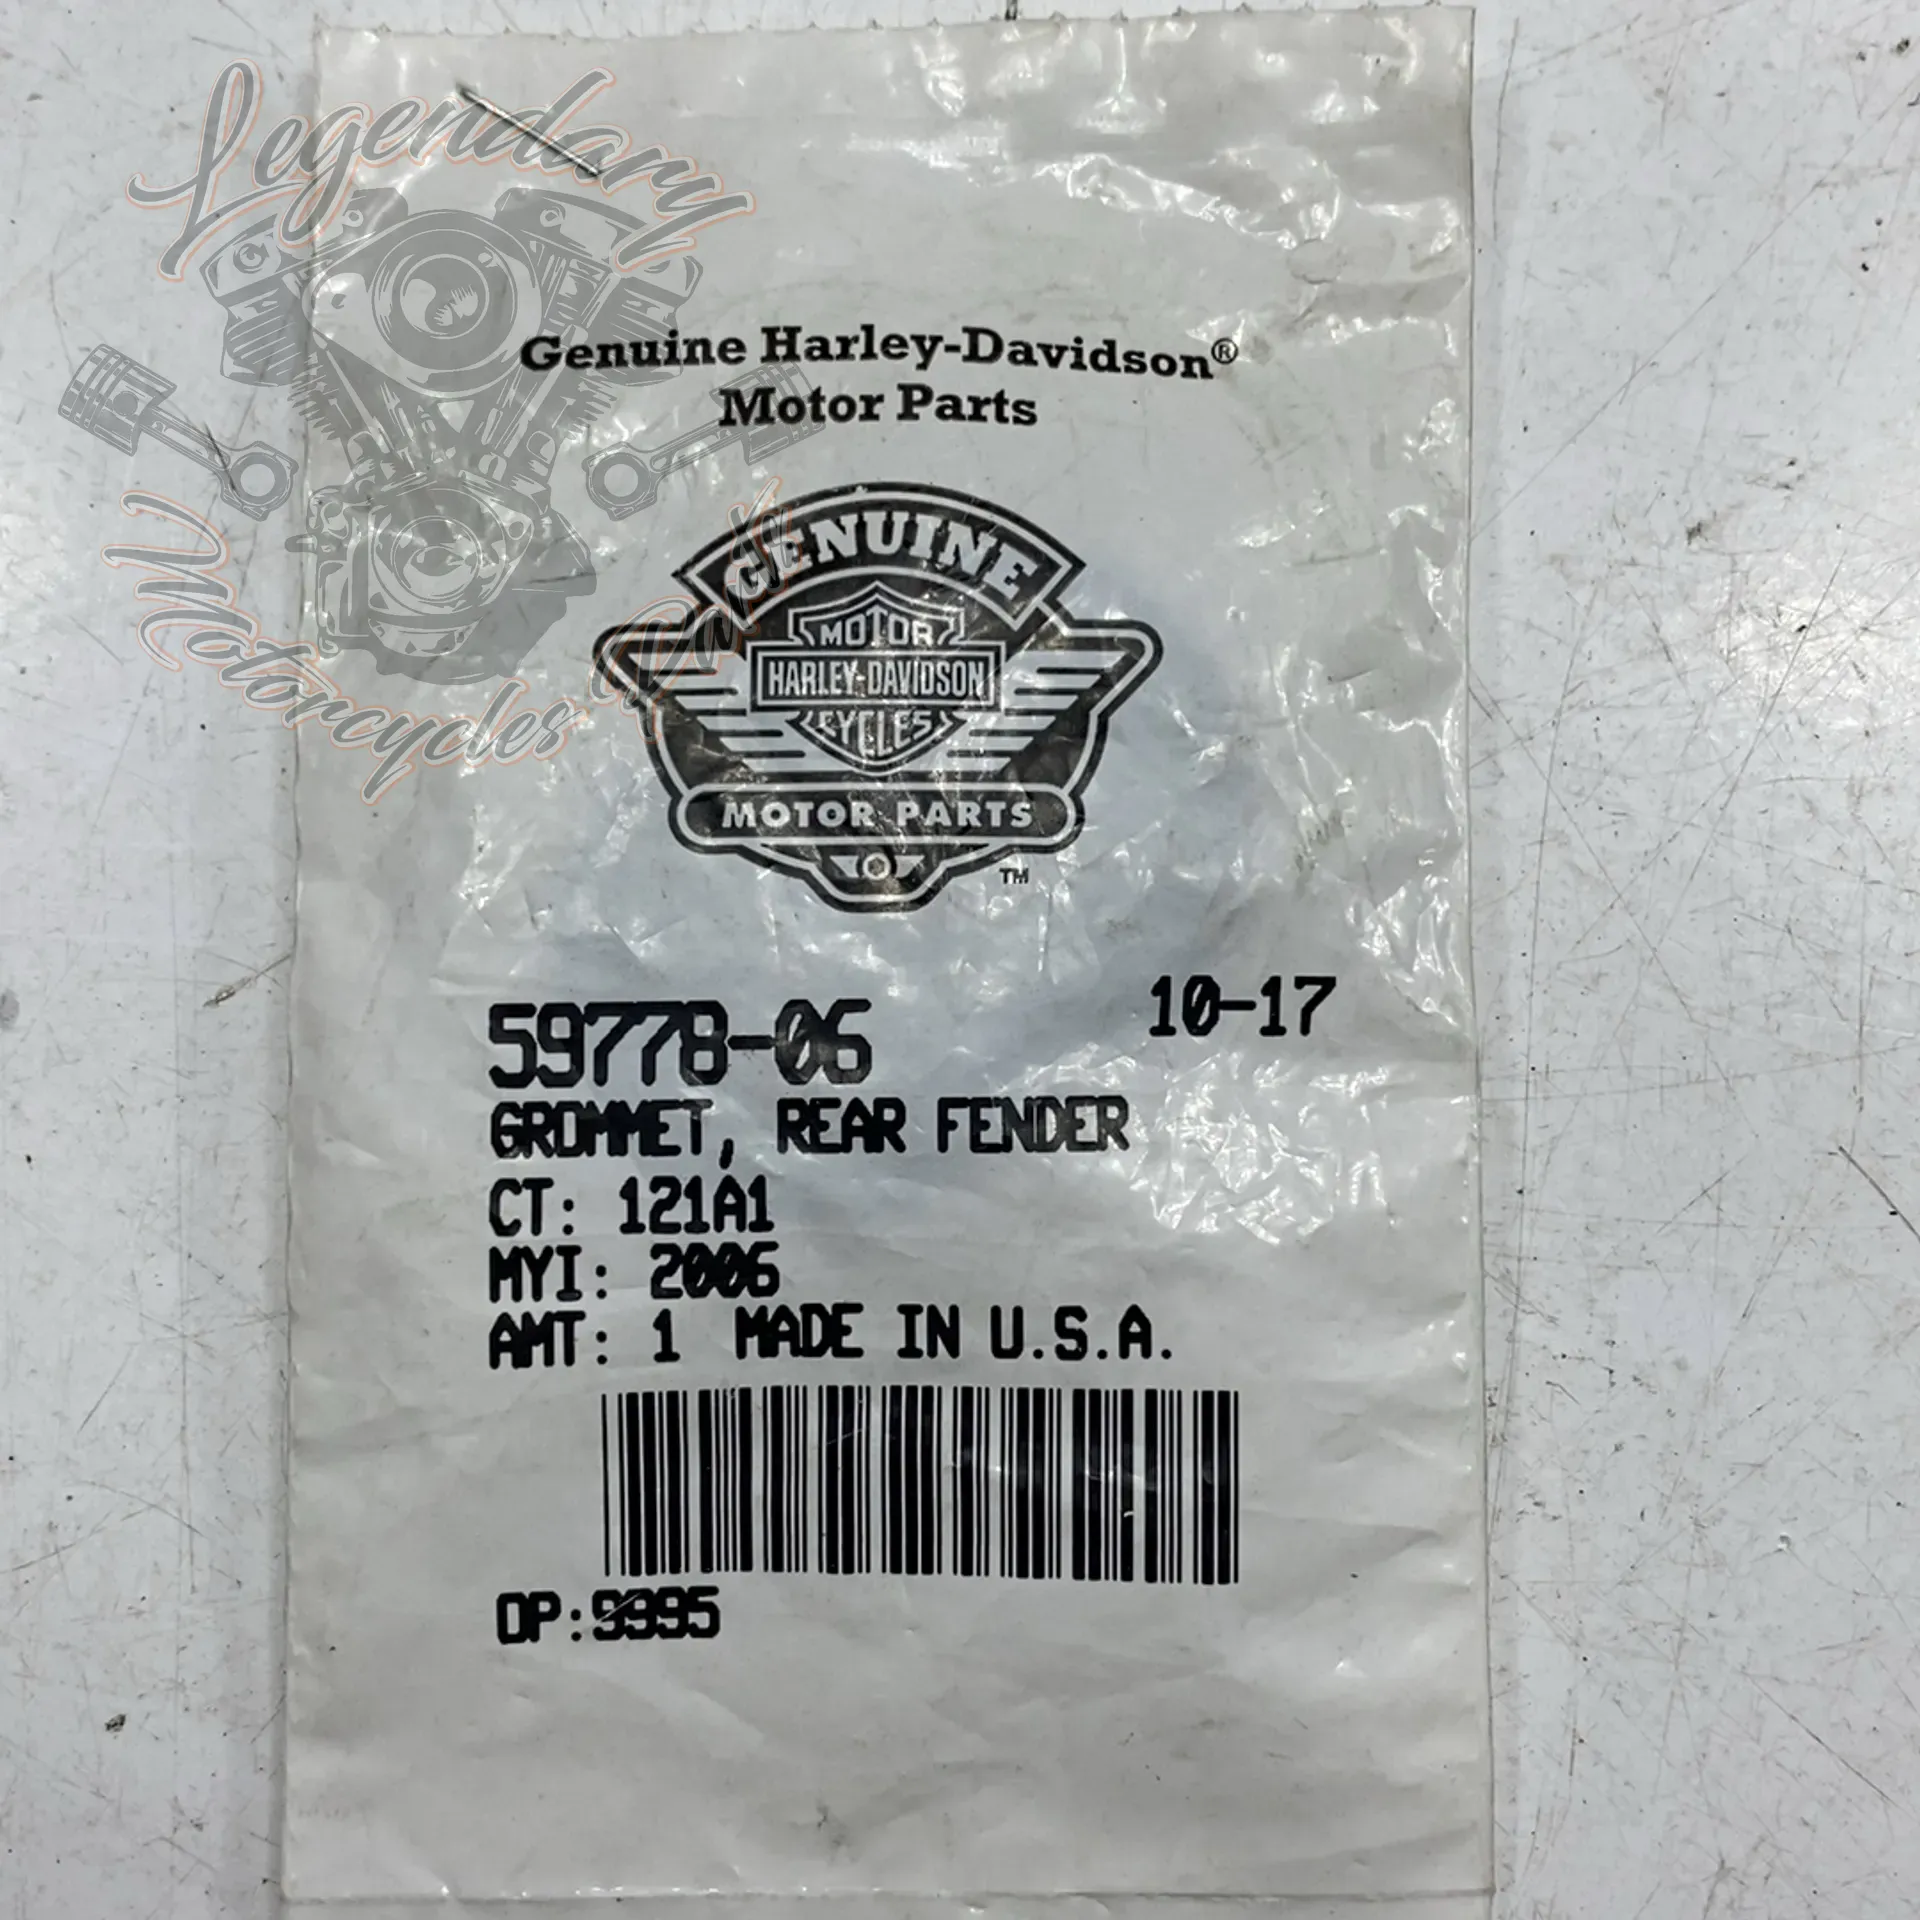 Legendary
Motorcycles Parts
Genuine Harley-Davidson®
Motor Parts
GENUINE
MOTOR
HARLEY-DAVIDSON
CYCLES
MOTOR PARTS
TM
59778-06
10-17
GROMMET, REAR FENDER
CT: 121A1
MYI: 2006
AMT: 1 MADE IN U.S.A.
OP:9995